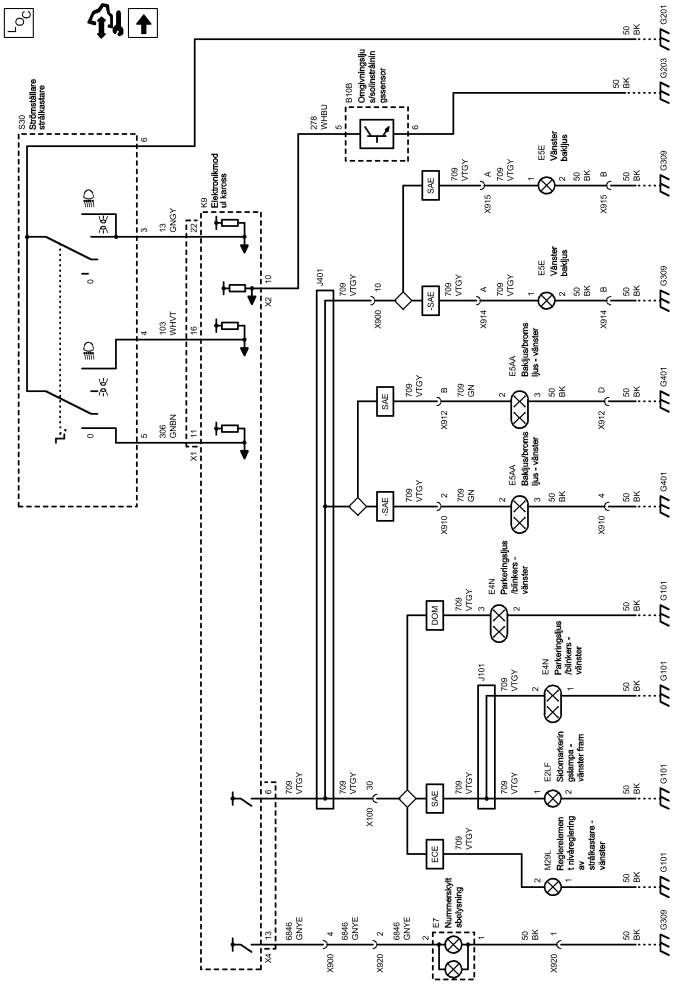 LOC
S30
Strömställare
strålkastare
0
0
5
4
3
6
306
GNBN
103
WHVT
13
GNGY
X1
11
16
22
K9
Elektronikmod
ul kaross
10
X2
278
WHBU
B10B
Omgivningslju
s/solinstrålnin
gssensor
5
6
50
BK
G201
50
BK
G203
X4
13
6
6846
GNYE
4
X900
6846
GNYE
2
X920
6846
GNYE
E7
Nummerskylt
sbelysning
2
1
50
BK
1
X920
50
BK
G309
709
VTGY
J401
709
VTGY
30
X100
ECE
709
VTGY
M29L
Reglerelemen
t nivåreglering
av
strålkastare -
vänster
2
1
50
BK
G101
SAE
709
VTGY
J101
709
VTGY
E2LF
Sidomarkerin
gslampa -
vänster fram
1
2
50
BK
G101
709
VTGY
E4N
Parkeringsljus
/blinkers -
vänster
2
1
50
BK
G101
DOM
709
VTGY
E4N
Parkeringsljus
/blinkers -
vänster
3
2
50
BK
G101
-SAE
709
VTGY
2
X910
709
GN
E5AA
Bakljus/broms
ljus - vänster
2
3
50
BK
4
X910
50
BK
G401
SAE
709
VTGY
B
X912
709
GN
E5AA
Bakljus/broms
ljus - vänster
2
3
50
BK
D
X912
50
BK
G401
709
VTGY
10
X900
-SAE
709
VTGY
A
X914
709
VTGY
E5E
Vänster
bakljus
1
2
50
BK
B
X914
50
BK
G309
SAE
709
VTGY
A
X915
709
VTGY
E5E
Vänster
bakljus
1
2
50
BK
B
X915
50
BK
G309